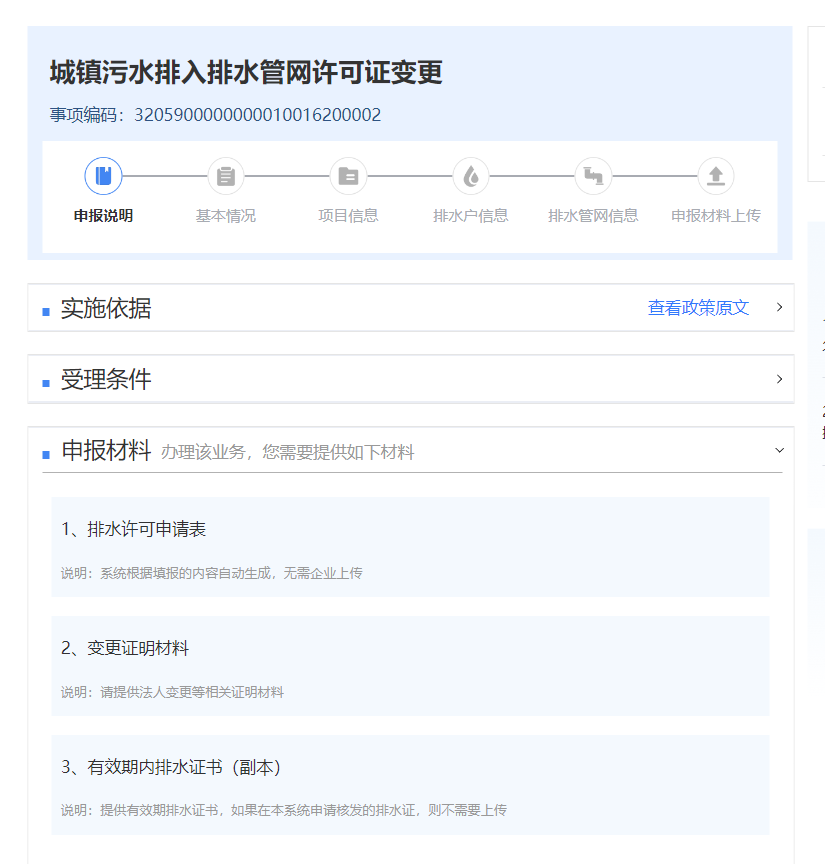 城镇污水排入排水管网许可证变更
事项编码：3205900000000010016200002
申报说明 基本情况 项目信息 排水户信息 排水管网信息 申报材料上传
实施依据 查看政策原文
受理条件
申报材料 办理该业务，您需要提供如下材料
1、排水许可申请表
说明：系统根据填报的内容自动生成，无需企业上传
2、变更证明材料
说明：请提供法人变更等相关证明材料
3、有效期内排水证书（副本）
说明：提供有效期排水证书，如果在本系统申请核发的排水证，则不需要上传